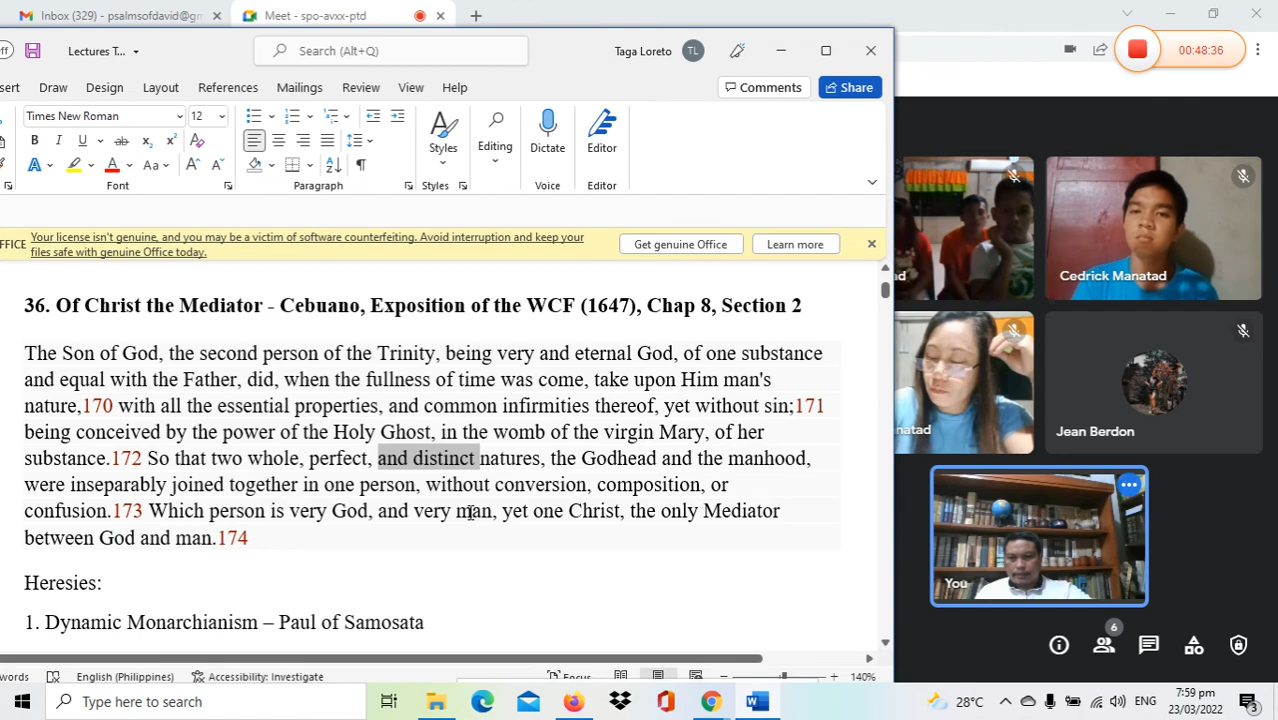 Inbox (329) - psalmsofdavid@gm
Meet - spo-avxx-ptd
ff
Lectures T...
Search (Alt+Q)
Taga Loreto
TL
00:48:36
sert Draw Design Layout References Mailings Review View Help
Comments
Share
Times New Roman
12
Styles
Editing
Dictate
Editor
Font
Paragraph
Styles
Voice
Editor
OFFICE Your license isn't genuine, and you may be a victim of software counterfeiting. Avoid interruption and keep your
files safe with genuine Office today.
Get genuine Office
Learn more
36. Of Christ the Mediator - Cebuano, Exposition of the WCF (1647), Chap 8, Section 2
The Son of God, the second person of the Trinity, being very and eternal God, of one substance
and equal with the Father, did, when the fullness of time was come, take upon Him man's
nature,170 with all the essential properties, and common infirmities thereof, yet without sin;171
being conceived by the power of the Holy Ghost, in the womb of the virgin Mary, of her
substance.172 So that two whole, perfect, and distinct natures, the Godhead and the manhood,
were inseparably joined together in one person, without conversion, composition, or
confusion.173 Which person is very God, and very man, yet one Christ, the only Mediator
between God and man.174
Heresies:
1. Dynamic Monarchianism – Paul of Samosata
ad
Cedrick Manatad
anatad
Jean Berdon
You
6
words
English (Philippines)
Accessibility: Investigate
Focus
140%
Type here to search
28°C
ENG
7:59 pm
23/03/2022
3